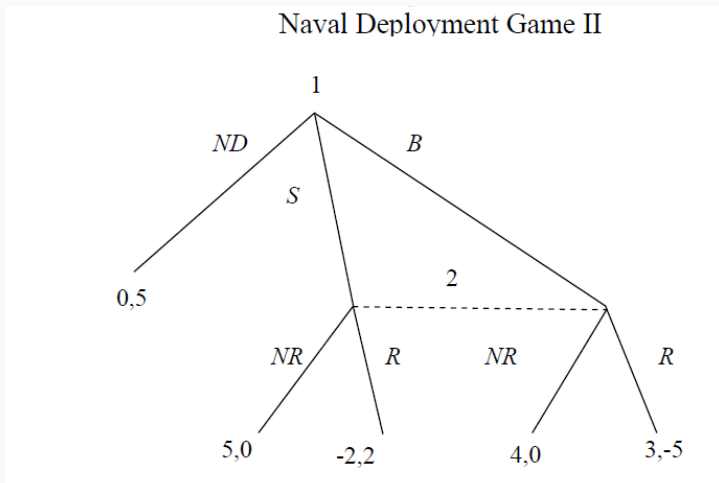 Naval Deployment Game II
1
ND
B
S
2
0,5
NR
R
NR
R
5,0
-2,2
4,0
3,-5